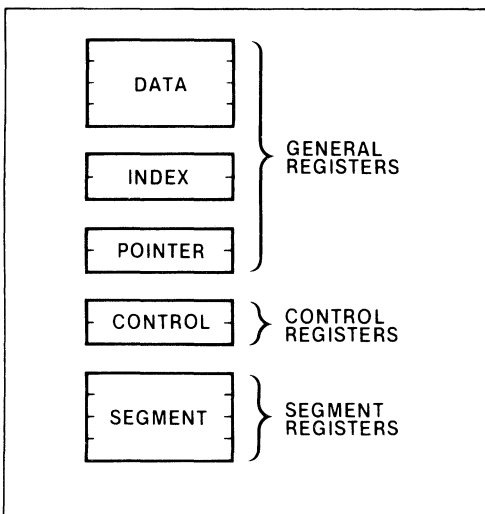 DATA
INDEX
POINTER
GENERAL
REGISTERS
CONTROL
CONTROL
REGISTERS
SEGMENT
SEGMENT
REGISTERS